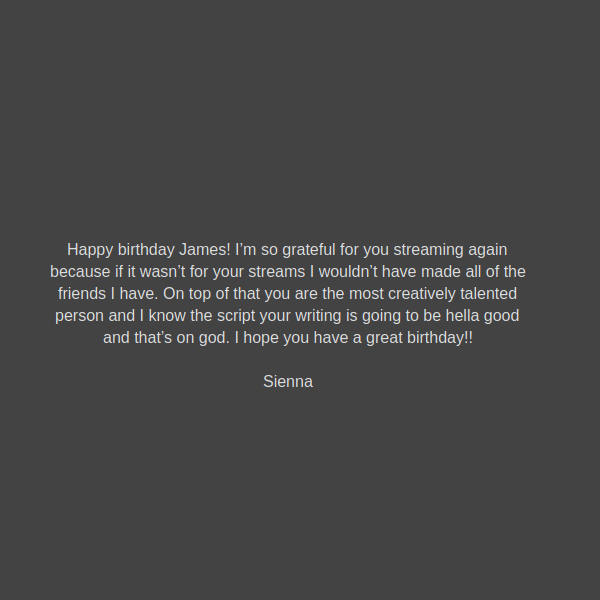 Happy birthday James! I’m so grateful for you streaming again
because if it wasn’t for your streams I wouldn’t have made all of the
friends I have. On top of that you are the most creatively talented
person and I know the script your writing is going to be hella good
and that’s on god. I hope you have a great birthday!!
Sienna